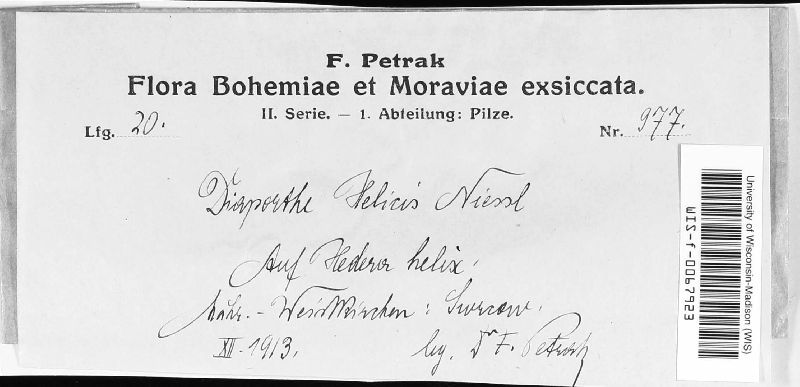 F. Petrak
Flora Bohemiae et Moraviae exsiccata.
II. Serie. — 1. Abteilung: Pilze.
Lfg. 20. Nr. 977.
Diaporthe Helicis Niessl
Auf Hedera helix.
Mähr.-Weisskirchen:
XII. 1913. leg. Dr F. Petrak
University of Wisconsin-Madison (WIS)
WIS-f-0067923